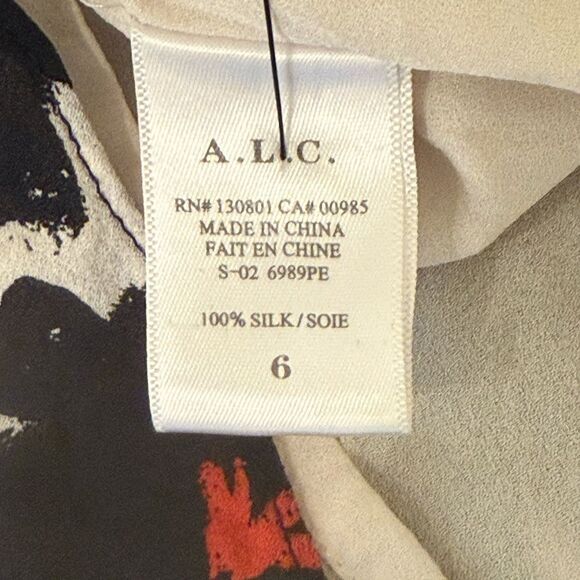 A.L.C.
RN# 130801 CA# 00985
MADE IN CHINA
FAIT EN CHINE
S-02 6989PE
100% SILK/SOIE
6